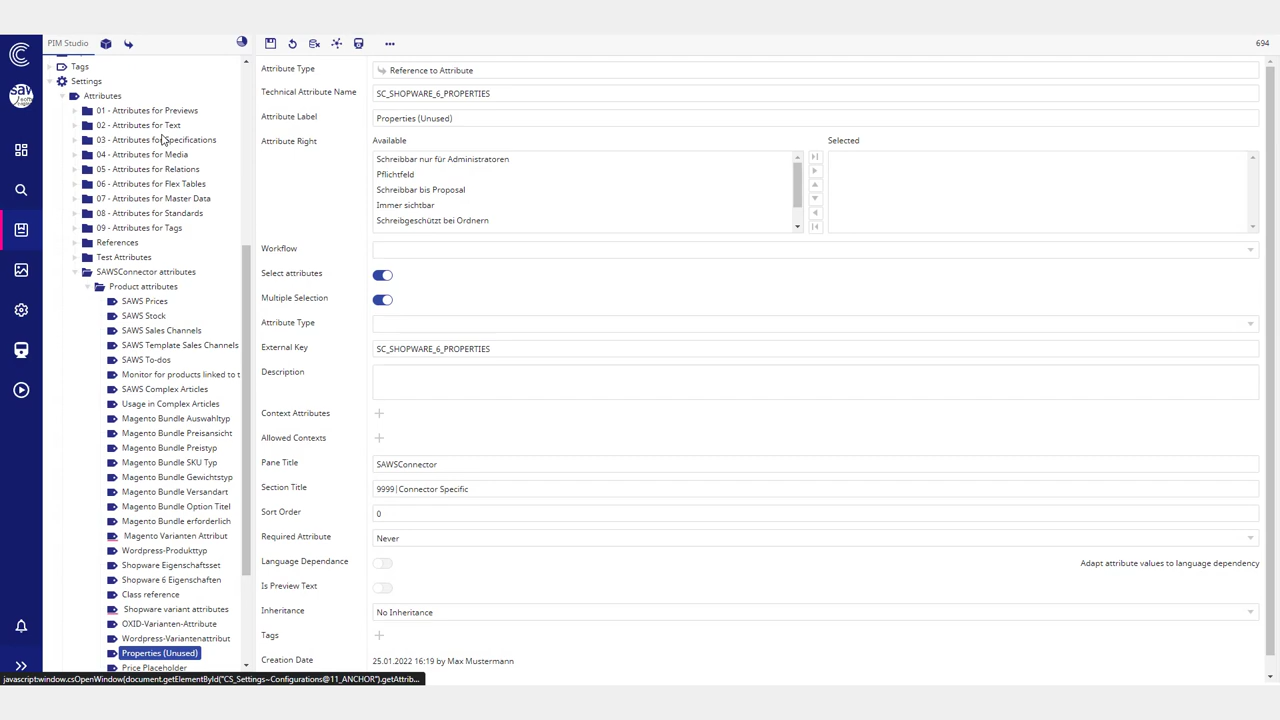 PIM Studio
694
Tags
Settings
Attributes
01 - Attributes for Previews
02 - Attributes for Text
03 - Attributes for Specifications
04 - Attributes for Media
05 - Attributes for Relations
06 - Attributes for Flex Tables
07 - Attributes for Master Data
08 - Attributes for Standards
09 - Attributes for Tags
References
Test Attributes
SAWSConnector attributes
Product attributes
SAWS Prices
SAWS Stock
SAWS Sales Channels
SAWS Template Sales Channels
SAWS To-dos
Monitor for products linked to t
SAWS Complex Articles
Usage in Complex Articles
Magento Bundle Auswahltyp
Magento Bundle Preisansicht
Magento Bundle Preistyp
Magento Bundle SKU Typ
Magento Bundle Gewichtstyp
Magento Bundle Versandart
Magento Bundle Option Titel
Magento Bundle erforderlich
Magento Varianten Attribut
Wordpress-Produkttyp
Shopware Eigenschaftsset
Shopware 6 Eigenschaften
Class reference
Shopware variant attributes
OXID-Varianten-Attribute
Wordpress-Variantenattribut
Properties (Unused)
Price Placeholder
javascript:window.csOpenWindow(document.getElementById("CS_Settings~Configurations@11_ANCHOR").getAttrib...
Attribute Type
Reference to Attribute
Technical Attribute Name
SC_SHOPWARE_6_PROPERTIES
Attribute Label
Properties (Unused)
Attribute Right
Available
Selected
Schreibbar nur für Administratoren
Pflichtfeld
Schreibbar bis Proposal
Immer sichtbar
Schreibgeschützt bei Ordnern
Workflow
Select attributes
Multiple Selection
Attribute Type
External Key
SC_SHOPWARE_6_PROPERTIES
Description
Context Attributes
Allowed Contexts
Pane Title
SAWSConnector
Section Title
9999|Connector Specific
Sort Order
0
Required Attribute
Never
Language Dependance
Adapt attribute values to language dependency
Is Preview Text
Inheritance
No Inheritance
Tags
Creation Date
25.01.2022 16:19 by Max Mustermann